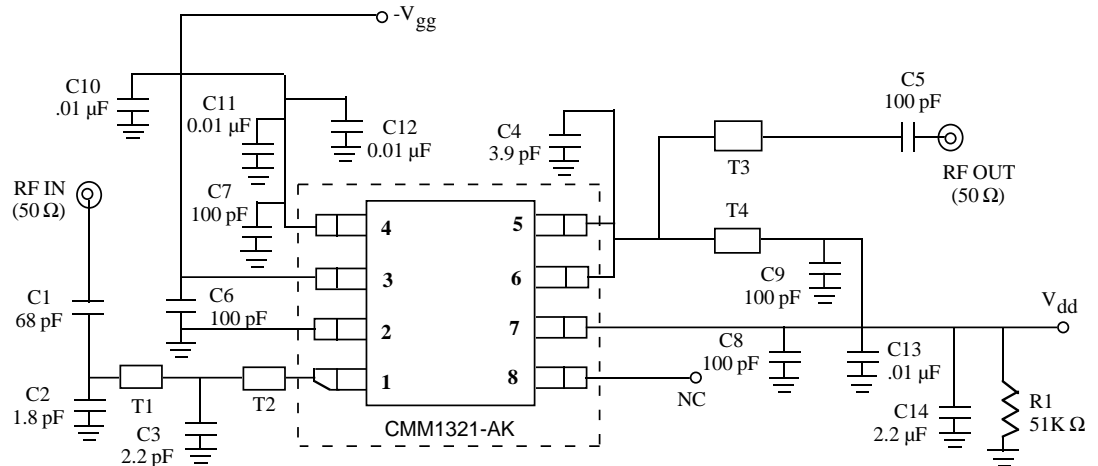 -Vgg
C10
.01 µF
C11
0.01 µF
C12
0.01 µF
C4
3.9 pF
C5
100 pF
T3
RF OUT
(50 Ω)
RF IN
(50 Ω)
C7
100 pF
T4
C9
100 pF
4
5
3
6
2
7
1
8
C1
68 pF
C6
100 pF
Vdd
C8
100 pF
C13
.01 µF
NC
C2
1.8 pF
T1
T2
C3
2.2 pF
CMM1321-AK
C14
2.2 µF
R1
51K Ω